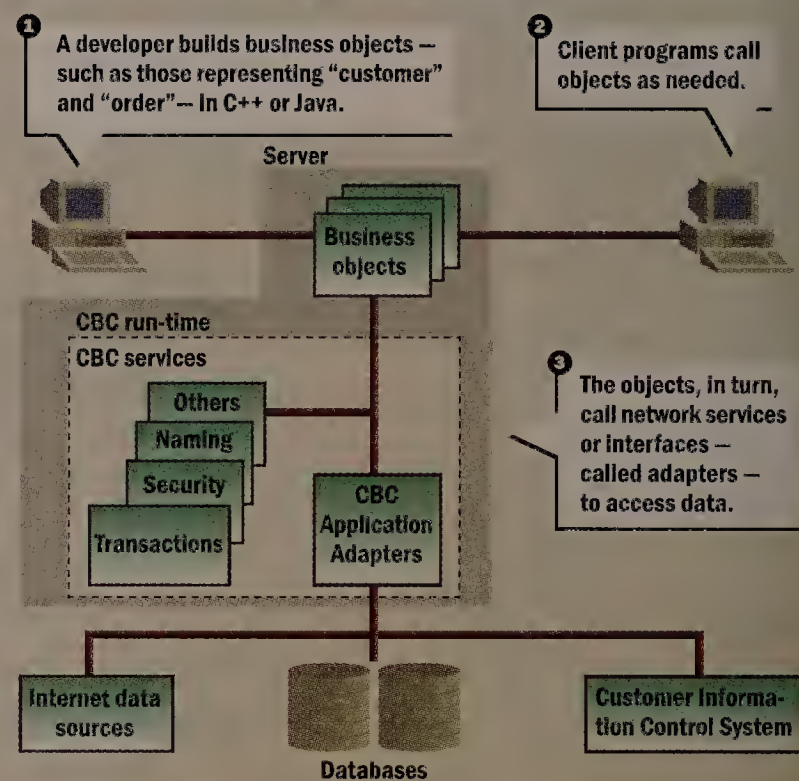 1
A developer builds business objects —
such as those representing “customer”
and “order”— in C++ or Java.
2
Client programs call
objects as needed.
Server
Business
objects
CBC run-time
CBC services
Others
Naming
Security
Transactions
CBC
Application
Adapters
3
The objects, in turn,
call network services
or interfaces —
called adapters —
to access data.
Internet data
sources
Databases
Customer Informa-
tion Control System